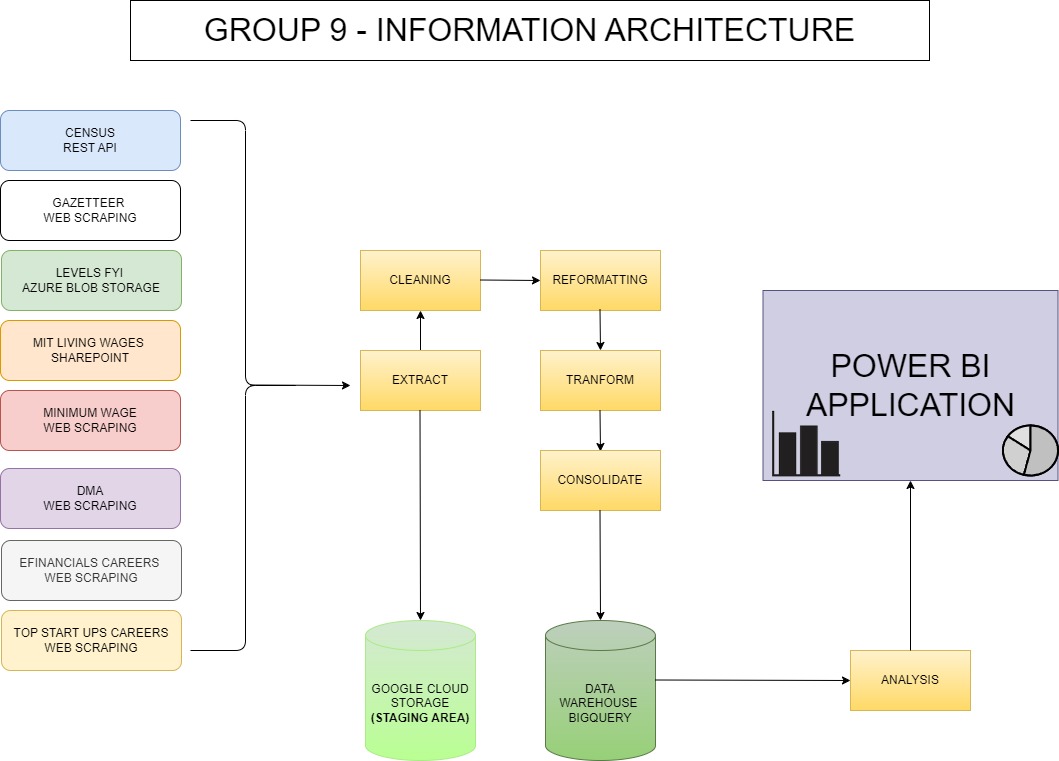 GROUP 9 - INFORMATION ARCHITECTURE
CENSUS
REST API
GAZETTEER
WEB SCRAPING
LEVELS FYI
AZURE BLOB STORAGE
MIT LIVING WAGES
SHAREPOINT
MINIMUM WAGE
WEB SCRAPING
DMA
WEB SCRAPING
EFINANCIALS CAREERS
WEB SCRAPING
TOP START UPS CAREERS
WEB SCRAPING
CLEANING
REFORMATTING
EXTRACT
TRANFORM
CONSOLIDATE
GOOGLE CLOUD
STORAGE
(STAGING AREA)
DATA
WAREHOUSE
BIGQUERY
ANALYSIS
POWER BI
APPLICATION